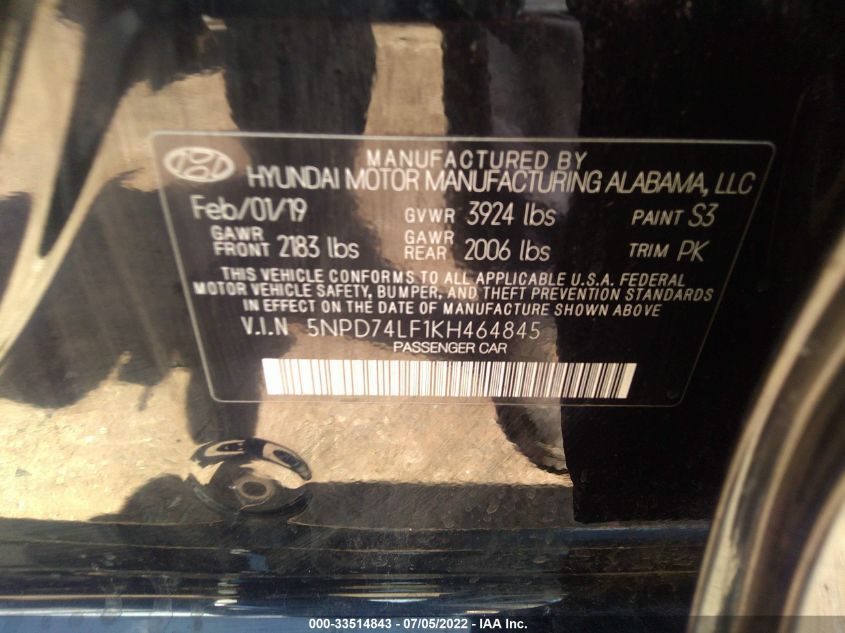 MANUFACTURED BY
HYUNDAI MOTOR MANUFACTURING ALABAMA, LLC
Feb/01/19 GVWR 3924 lbs PAINT S3
GAWR FRONT 2183 lbs GAWR REAR 2006 lbs TRIM PK
THIS VEHICLE CONFORMS TO ALL APPLICABLE U.S.A. FEDERAL
MOTOR VEHICLE SAFETY, BUMPER, AND THEFT PREVENTION STANDARDS
IN EFFECT ON THE DATE OF MANUFACTURE SHOWN ABOVE.
V.I.N 5NPD74LF1KH464845
PASSENGER CAR
000-33514843 - 07/05/2022 - IAA Inc.